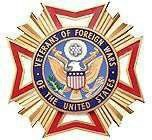 VETERANS OF FOREIGN WARS
OF THE UNITED STATES